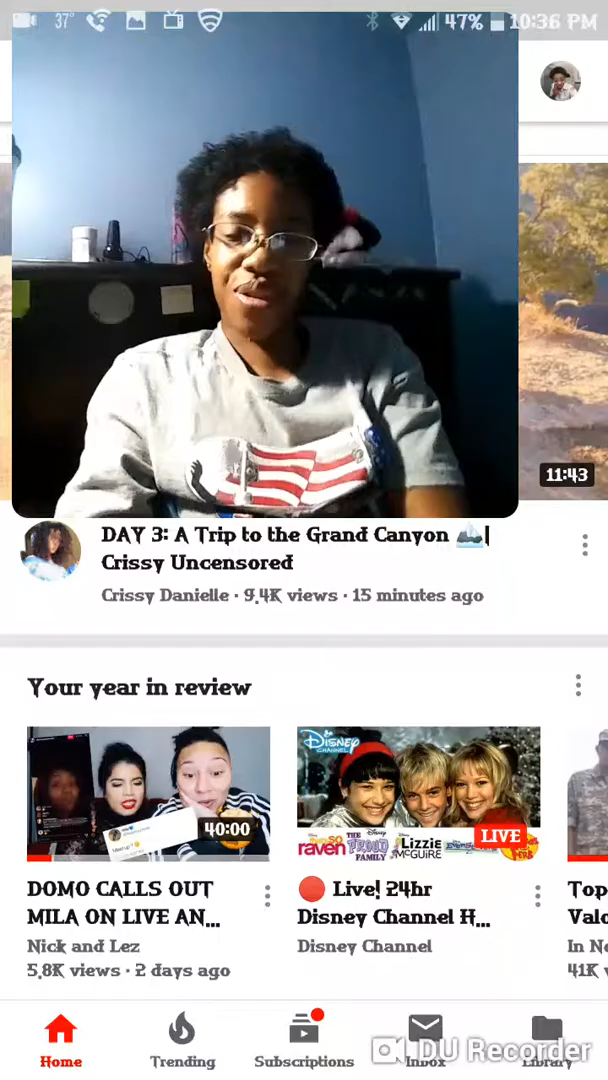 37°
47%
10:36 PM
11:43
DAY 3: A Trip to the Grand Canyon 🏔️|
Crissy Uncensored
Crissy Danielle · 9.4K views · 15 minutes ago
Your year in review
40:00
Disney
CHANNEL
raven
THE
PROUD
FAMILY
Lizzie
McGUIRE
LIVE
DOMO CALLS OUT
MILA ON LIVE AN...
Nick and Lez
5.8K views · 2 days ago
🔴 Live! 24hr
Disney Channel H...
Disney Channel
Top
Valo
In Ne
41K v
Home
Trending
Subscriptions
Inbox
Library
DU Recorder